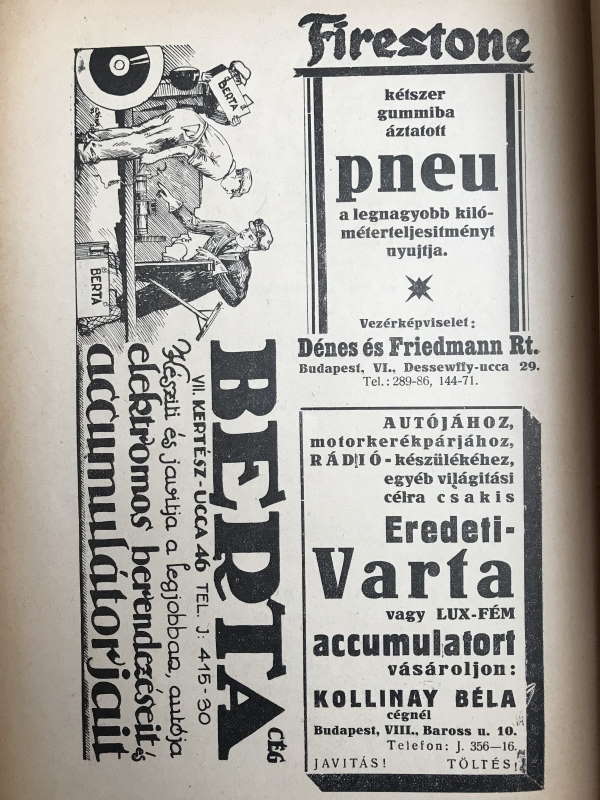 Firestone
kétszer
gummiba
áztatott
pneu
a legnagyobb kiló-
méterteljesitményt
nyujtja.
Vezérképviselet:
Dénes és Friedmann Rt.
Budapest, VI., Dessewffy-ucca 29.
Tel.: 289-86, 144-71.
AUTÓJÁHOZ,
motorkerékpárjához,
RÁDIÓ-készülékéhez,
egyéb világitási
célra csakis
Eredeti-
Varta
vagy LUX-FÉM
accumulatort
vásároljon:
KOLLINAY BÉLA
cégnél
Budapest, VIII., Baross u. 10.
Telefon: J. 356—16.
JAVITÁS! TÖLTÉS!
BERTA
BERTA
BERTA CÉG
VII. KERTÉSZ-UCCA 46 TEL. J: 415-30
Késziti és javitja a legjobban, autója
elektromos berendezéseit és
accumulátorjait